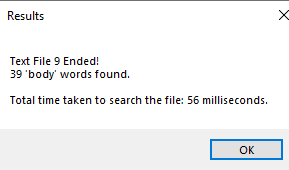 Results
Text File 9 Ended!
39 'body' words found.
Total time taken to search the file: 56 milliseconds.
OK